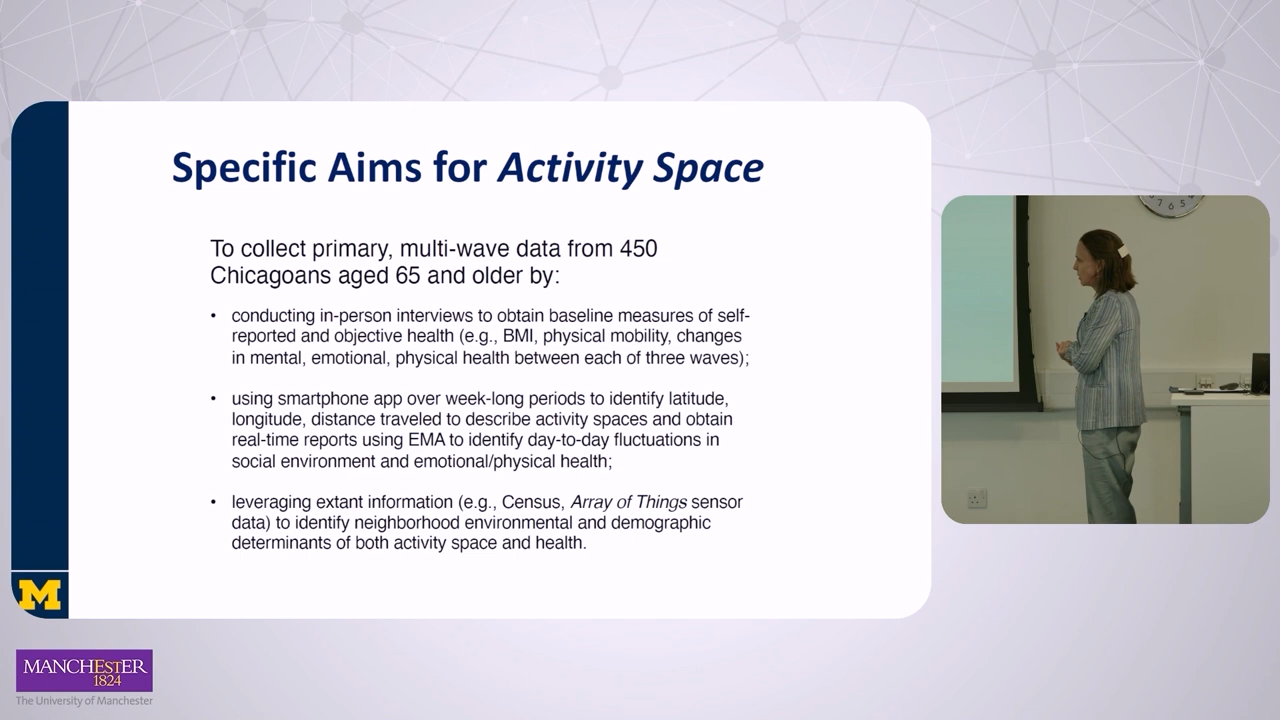 Specific Aims for Activity Space
To collect primary, multi-wave data from 450
Chicagoans aged 65 and older by:
• conducting in-person interviews to obtain baseline measures of self-
reported and objective health (e.g., BMI, physical mobility, changes
in mental, emotional, physical health between each of three waves);
• using smartphone app over week-long periods to identify latitude,
longitude, distance traveled to describe activity spaces and obtain
real-time reports using EMA to identify day-to-day fluctuations in
social environment and emotional/physical health;
• leveraging extant information (e.g., Census, Array of Things sensor
data) to identify neighborhood environmental and demographic
determinants of both activity space and health.
M
7 6 5
MANCHESTER
1824
The University of Manchester